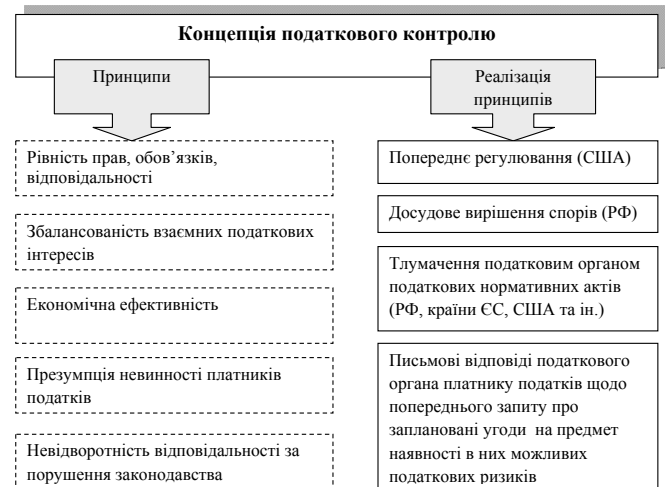 Концепція податкового контролю
Принципи
Реалізація
принципів
Рівність прав, обов’язків,
відповідальності
Збалансованість взаємних податкових
інтересів
Економічна ефективність
Презумпція невинності платників
податків
Невідворотність відповідальності за
порушення законодавства
Попереднє регулювання (США)
Досудове вирішення спорів (РФ)
Тлумачення податковим органом
податкових нормативних актів
(РФ, країни ЄС, США та ін.)
Письмові відповіді податкового
органа платнику податків щодо
попереднього запиту про
заплановані угоди на предмет
наявності в них можливих
податкових ризиків